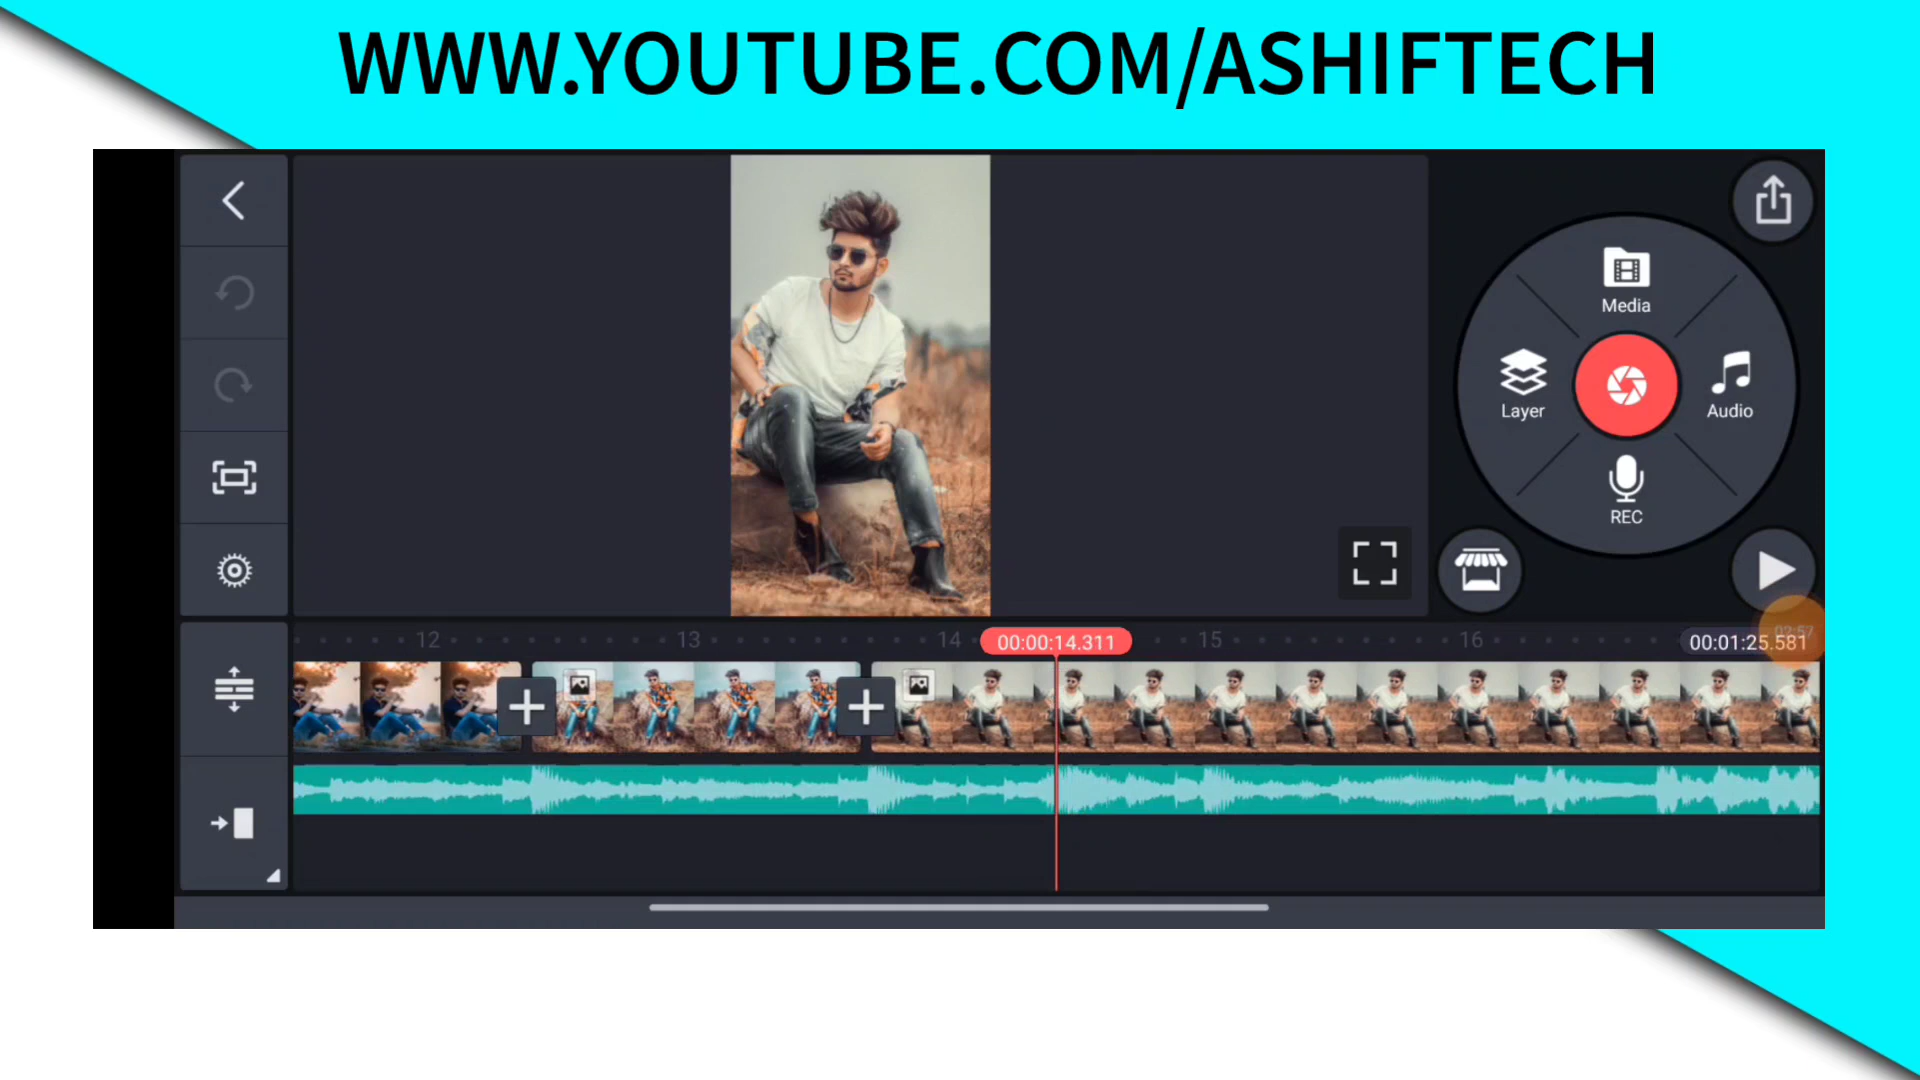 WWW.YOUTUBE.COM/ASHIFTECH
Media
Layer
Audio
REC
12
13
14
00:00:14.311
15
16
00:01:25.581